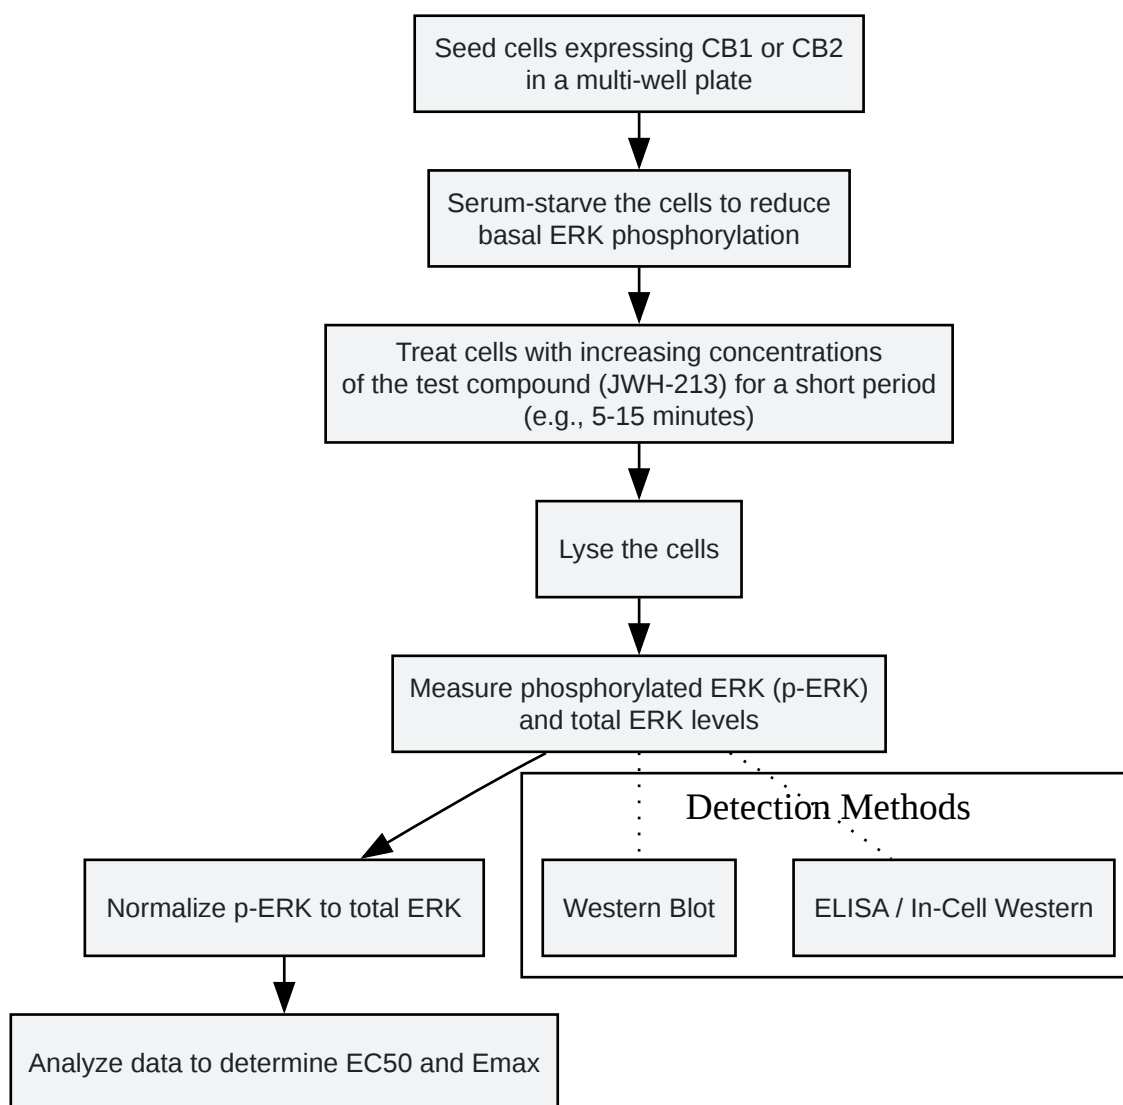 Seed cells expressing CB1 or CB2
in a multi-well plate
Serum-starve the cells to reduce
basal ERK phosphorylation
Treat cells with increasing concentrations
of the test compound (JWH-213) for a short period
(e.g., 5-15 minutes)
Lyse the cells
Measure phosphorylated ERK (p-ERK)
and total ERK levels
Detection Methods
Normalize p-ERK to total ERK
Western Blot
ELISA / In-Cell Western
Analyze data to determine EC50 and Emax